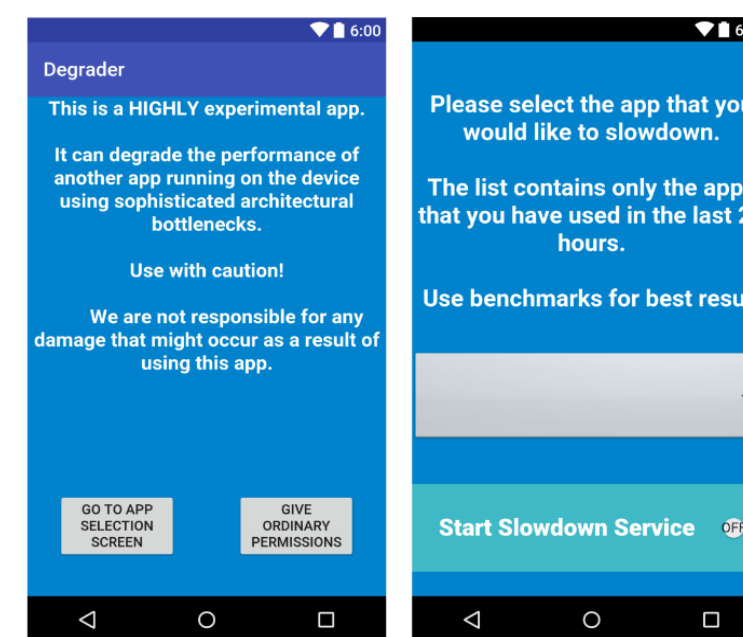 6:00
Degrader
This is a HIGHLY experimental app.
It can degrade the performance of
another app running on the device
using sophisticated architectural
bottlenecks.
Use with caution!
We are not responsible for any
damage that might occur as a result of
using this app.
GO TO APP
SELECTION
SCREEN
GIVE
ORDINARY
PERMISSIONS
6
Please select the app that you
would like to slowdown.
The list contains only the app
that you have used in the last 2
hours.
Use benchmarks for best resu
Start Slowdown Service
OFF